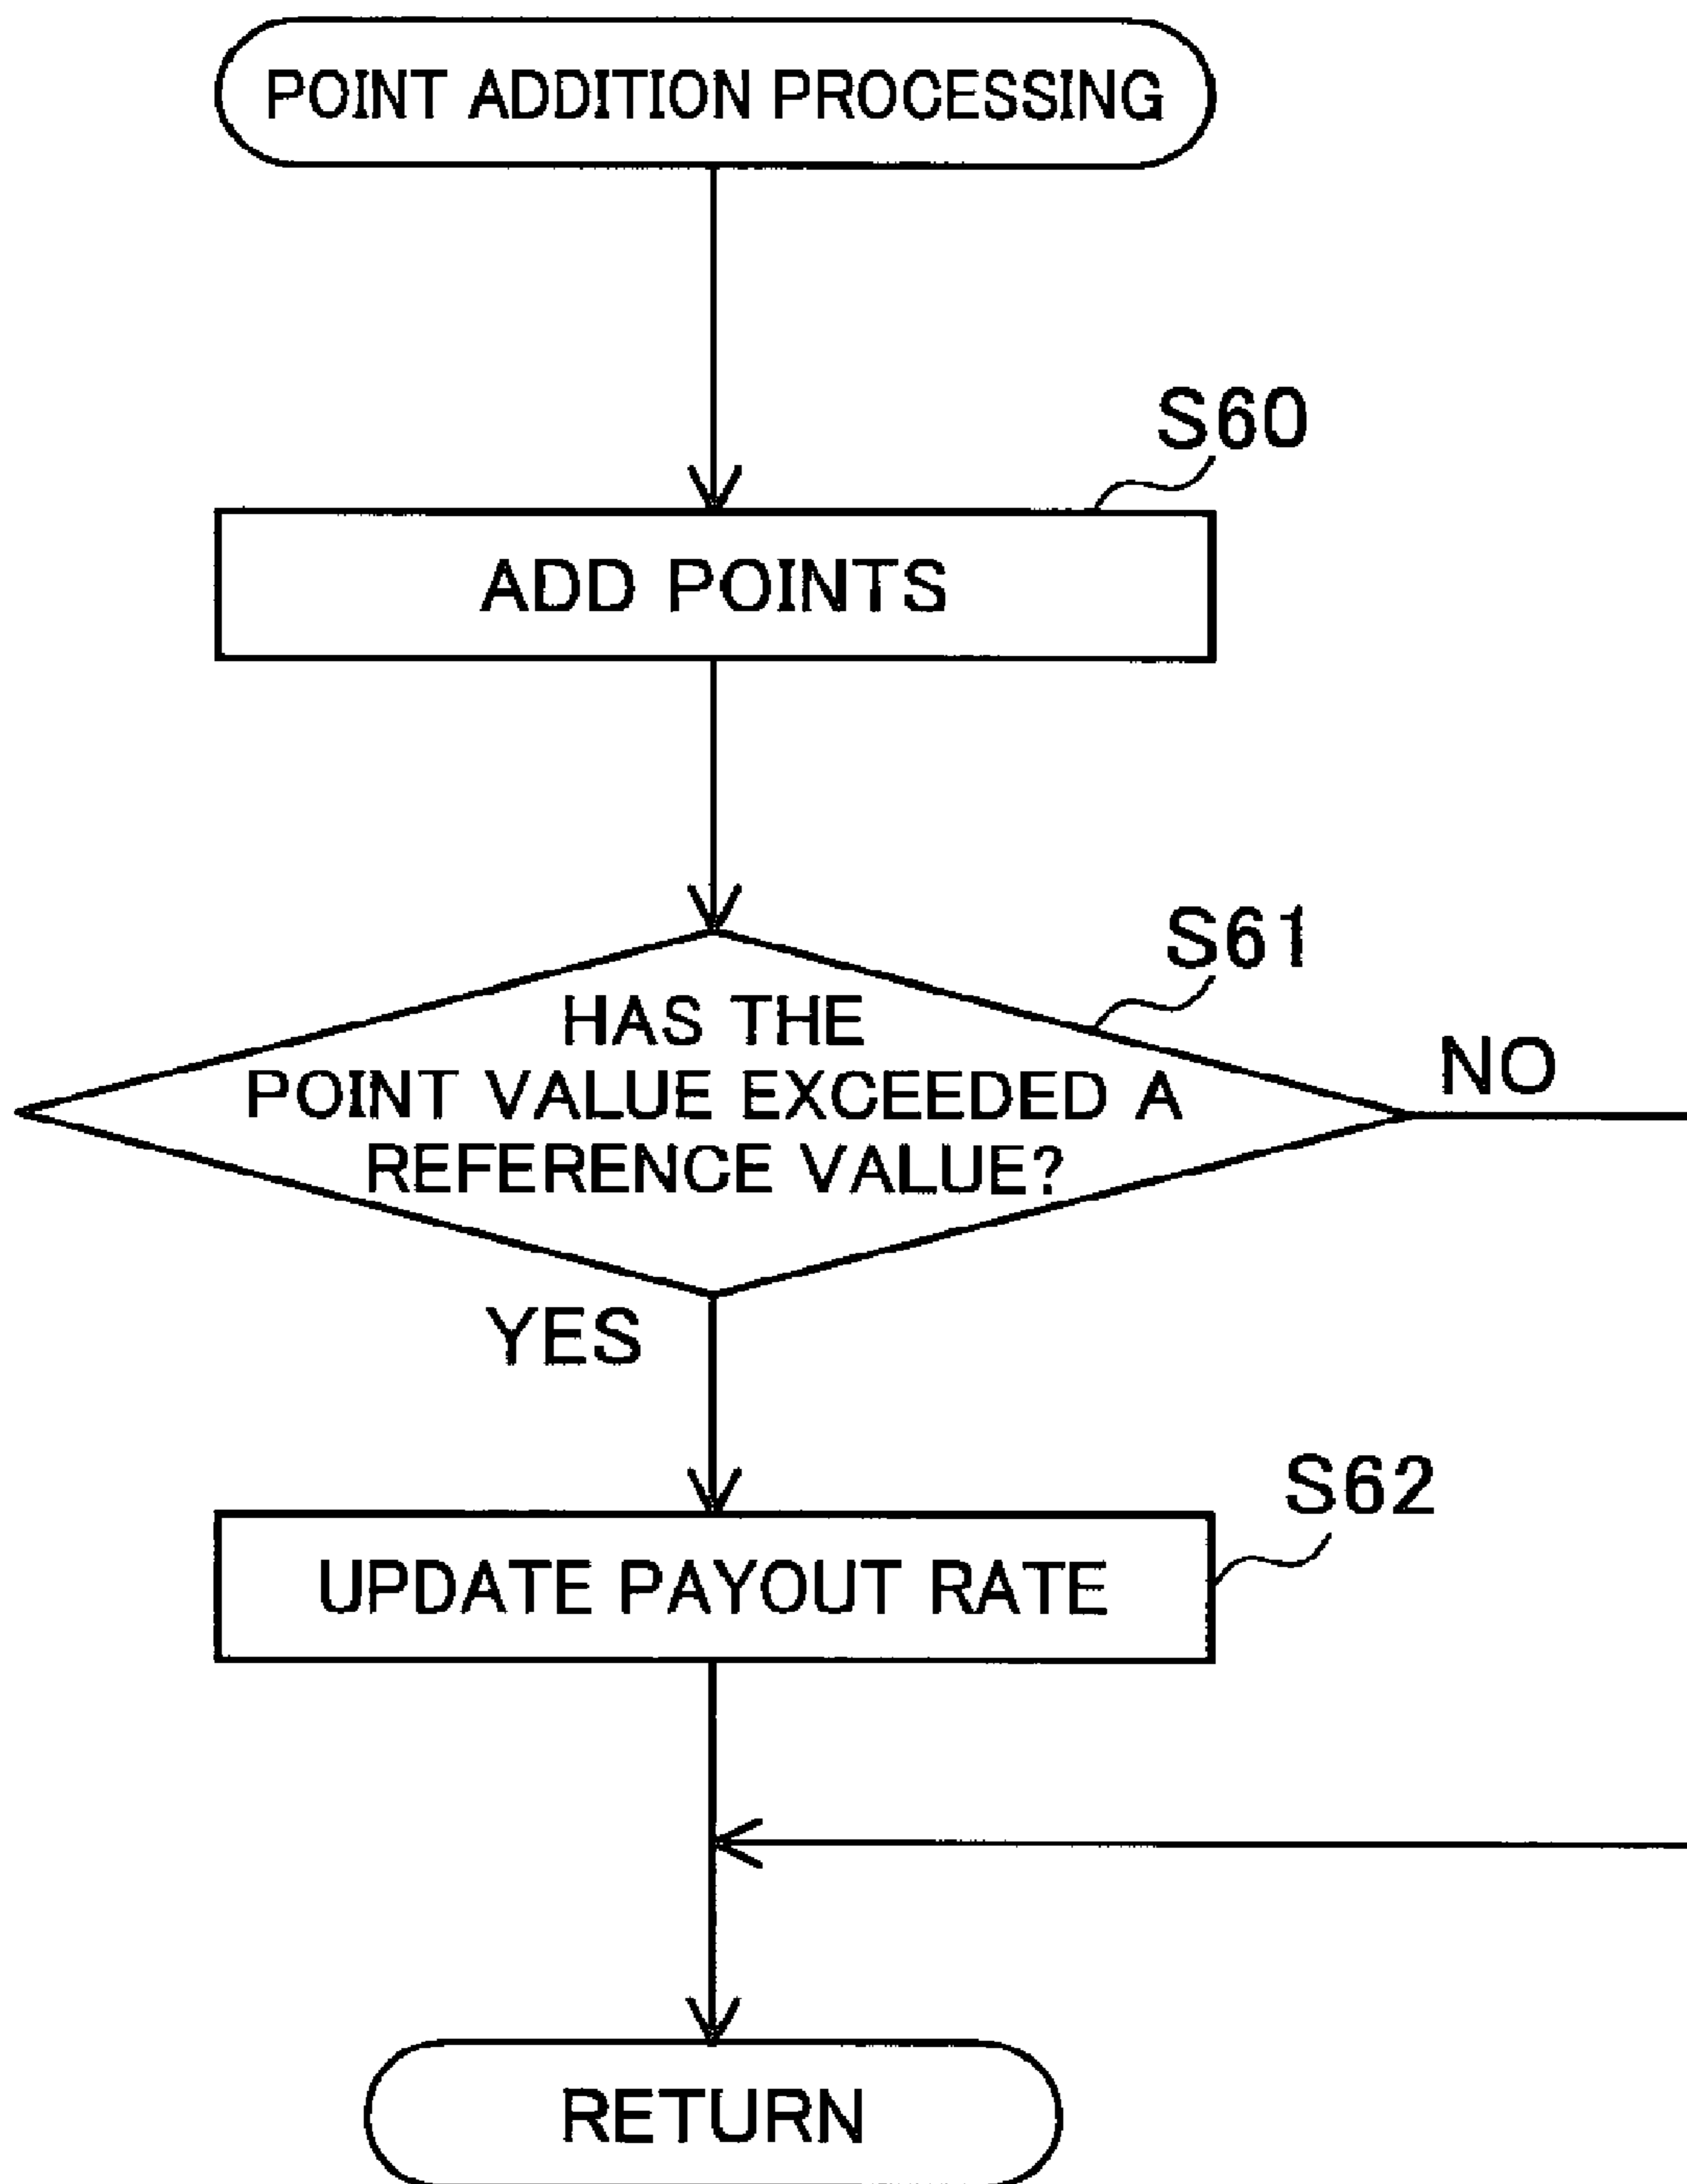 POINT ADDITION PROCESSING
S60
ADD POINTS
S61
HAS THE
POINT VALUE EXCEEDED A
REFERENCE VALUE?
NO
YES
S62
UPDATE PAYOUT RATE
RETURN